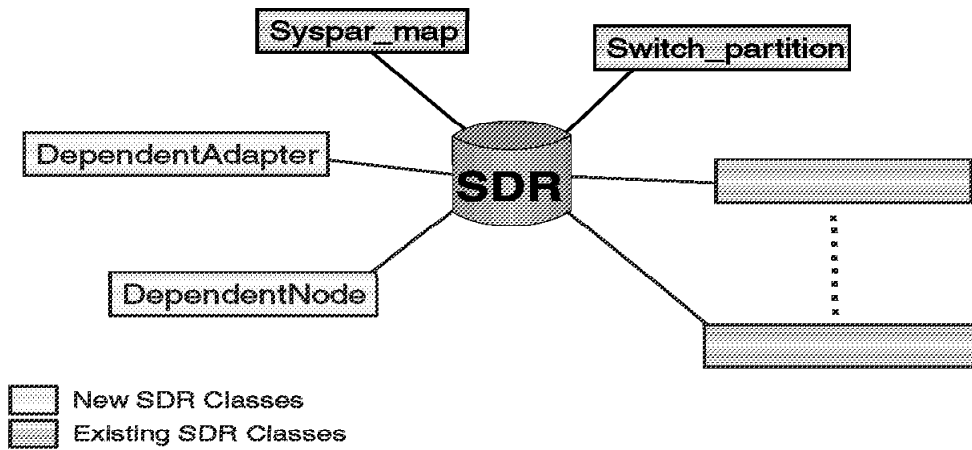 Syspar_map
Switch_partition
DependentAdapter
SDR
DependentNode
New SDR Classes
Existing SDR Classes